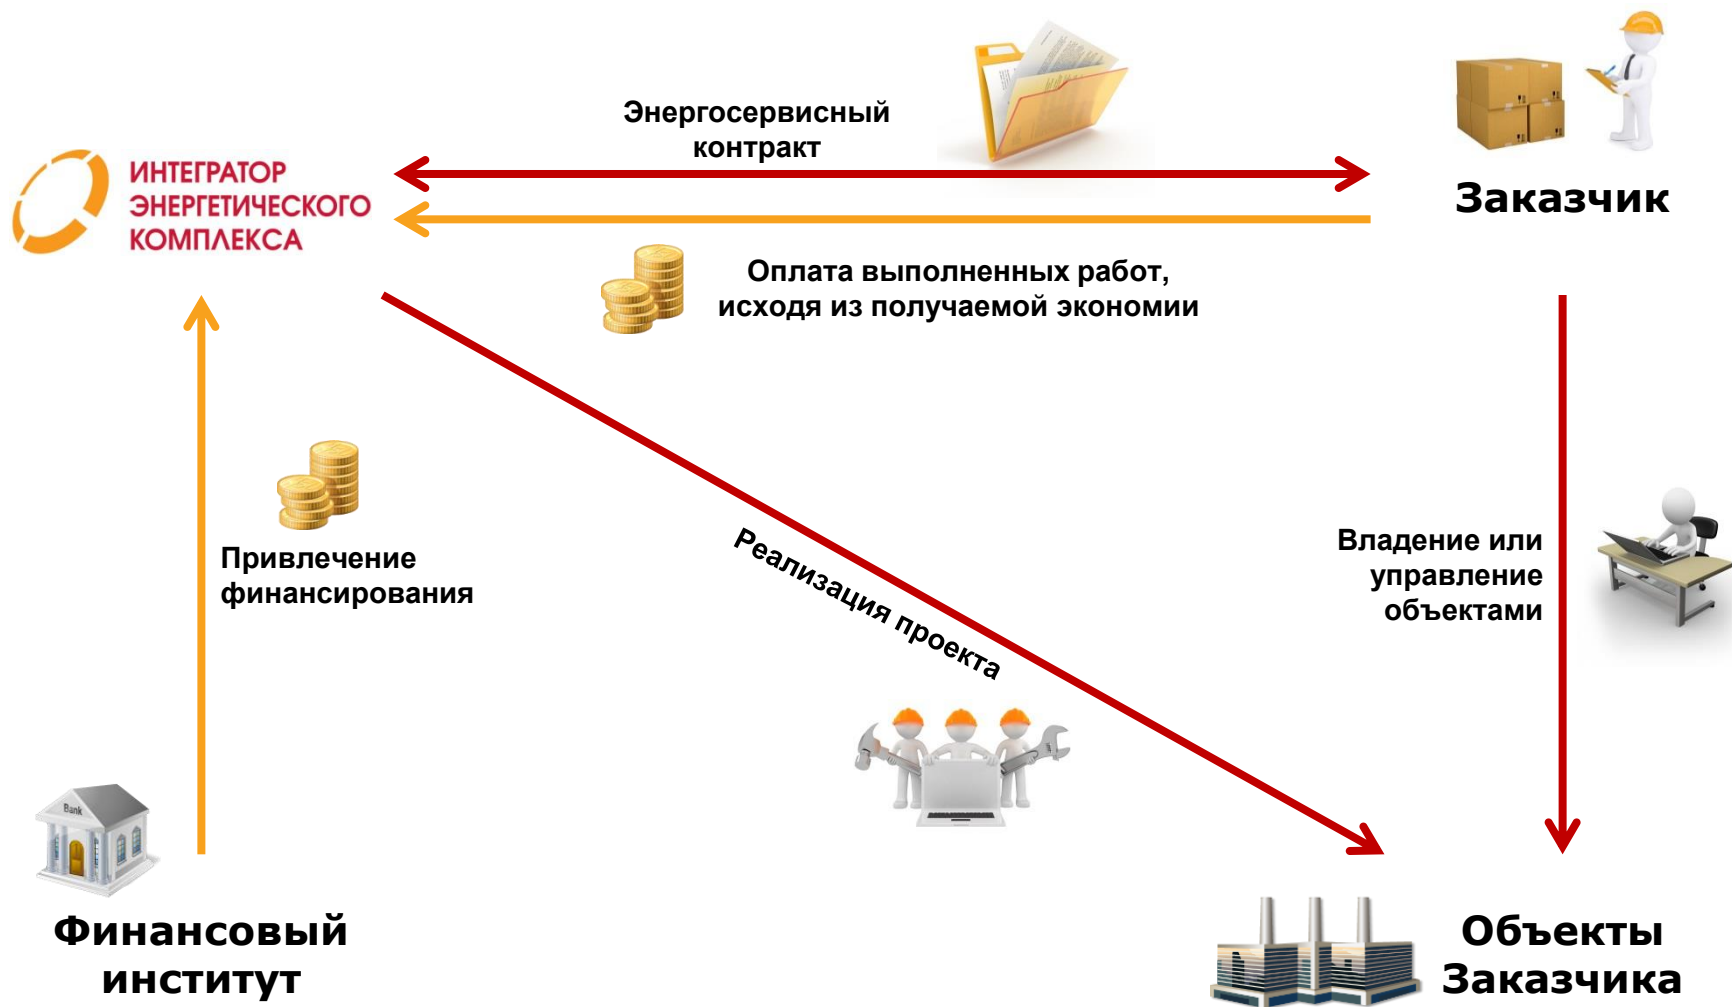 Энергосервисный
контракт
ИНТЕГРАТОР
ЭНЕРГЕТИЧЕСКОГО
КОМПЛЕКСА
Заказчик
Оплата выполненных работ,
исходя из получаемой экономии
Привлечение
финансирования
Реализация проекта
Владение или
управление
объектами
Bank
Финансовый
институт
Объекты
Заказчика